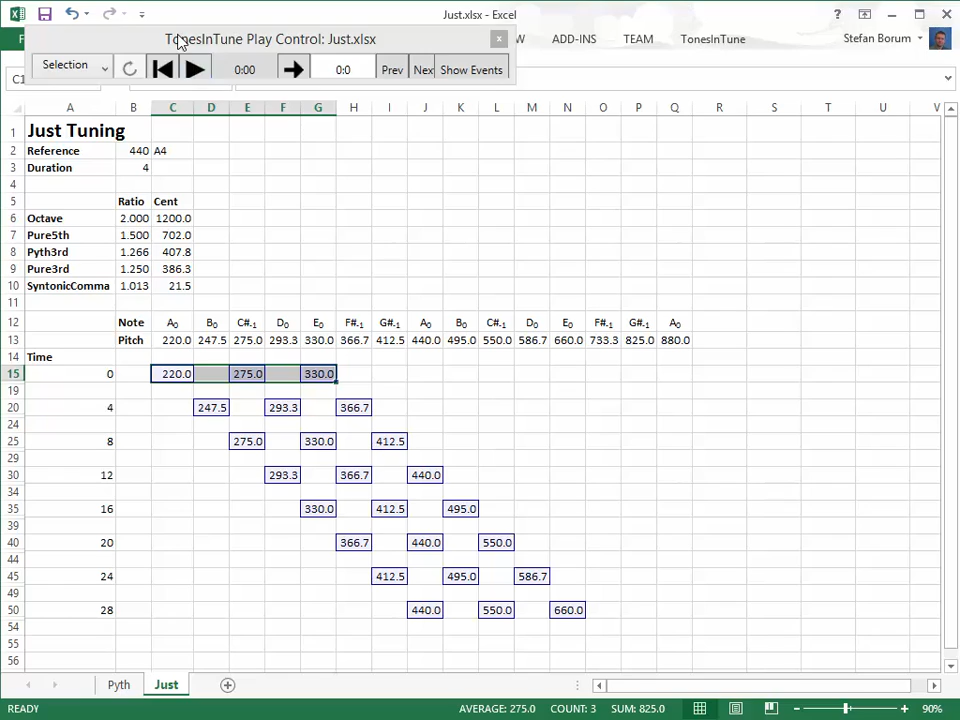 Just.xlsx - Excel
TonesInTune Play Control: Just.xlsx
ADD-INS TEAM TonesInTune Stefan Borum
Selection 0:00 0:0 Prev Nex Show Events
C1
A B C D E F G H I J K L M N O P Q R S T U V
1 Just Tuning
2 Reference 440 A4
3 Duration 4
4
5 Ratio Cent
6 Octave 2.000 1200.0
7 Pure5th 1.500 702.0
8 Pyth3rd 1.266 407.8
9 Pure3rd 1.250 386.3
10 SyntonicComma 1.013 21.5
11
12 Note A0 B0 C#-1 D0 E0 F#-1 G#-1 A0 B0 C#-1 D0 E0 F#-1 G#-1 A0
13 Pitch 220.0 247.5 275.0 293.3 330.0 366.7 412.5 440.0 495.0 550.0 586.7 660.0 733.3 825.0 880.0
14 Time
15 0 220.0 275.0 330.0
19
20 4 247.5 293.3 366.7
24
25 8 275.0 330.0 412.5
29
30 12 293.3 366.7 440.0
34
35 16 330.0 412.5 495.0
39
40 20 366.7 440.0 550.0
44
45 24 412.5 495.0 586.7
49
50 28 440.0 550.0 660.0
54
55
56
Pyth Just
READY AVERAGE: 275.0 COUNT: 3 SUM: 825.0 90%